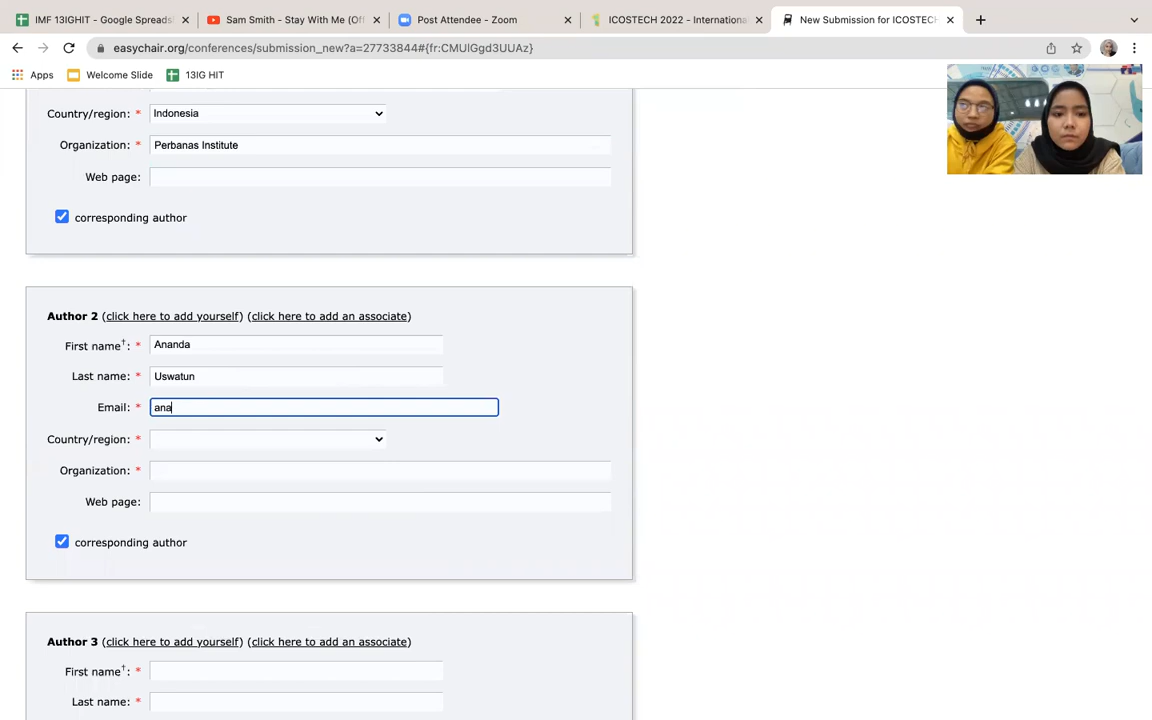 IMF 13IGHIT - Google Spreads
Sam Smith - Stay With Me (Of
Post Attendee - Zoom
ICOSTECH 2022 - Internationa
New Submission for ICOSTECH
easychair.org/conferences/submission_new?a=27733844#{fr:CMUlGgd3UUAz}
Apps
Welcome Slide
13IG HIT
Country/region: * Indonesia
Organization: * Perbanas Institute
Web page:
corresponding author
Author 2 (click here to add yourself) (click here to add an associate)
First name†: * Ananda
Last name: * Uswatun
Email: * ana
Country/region: *
Organization: *
Web page:
corresponding author
Author 3 (click here to add yourself) (click here to add an associate)
First name†: *
Last name: *